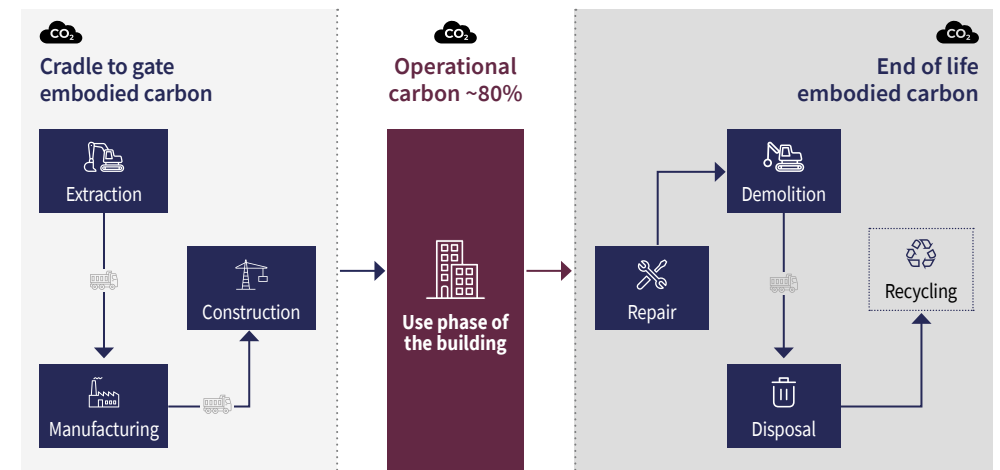 CO₂
Cradle to gate
embodied carbon
Extraction
Manufacturing
Construction
CO₂
Operational
carbon ~80%
Use phase of
the building
CO₂
End of life
embodied carbon
Repair
Demolition
Disposal
Recycling